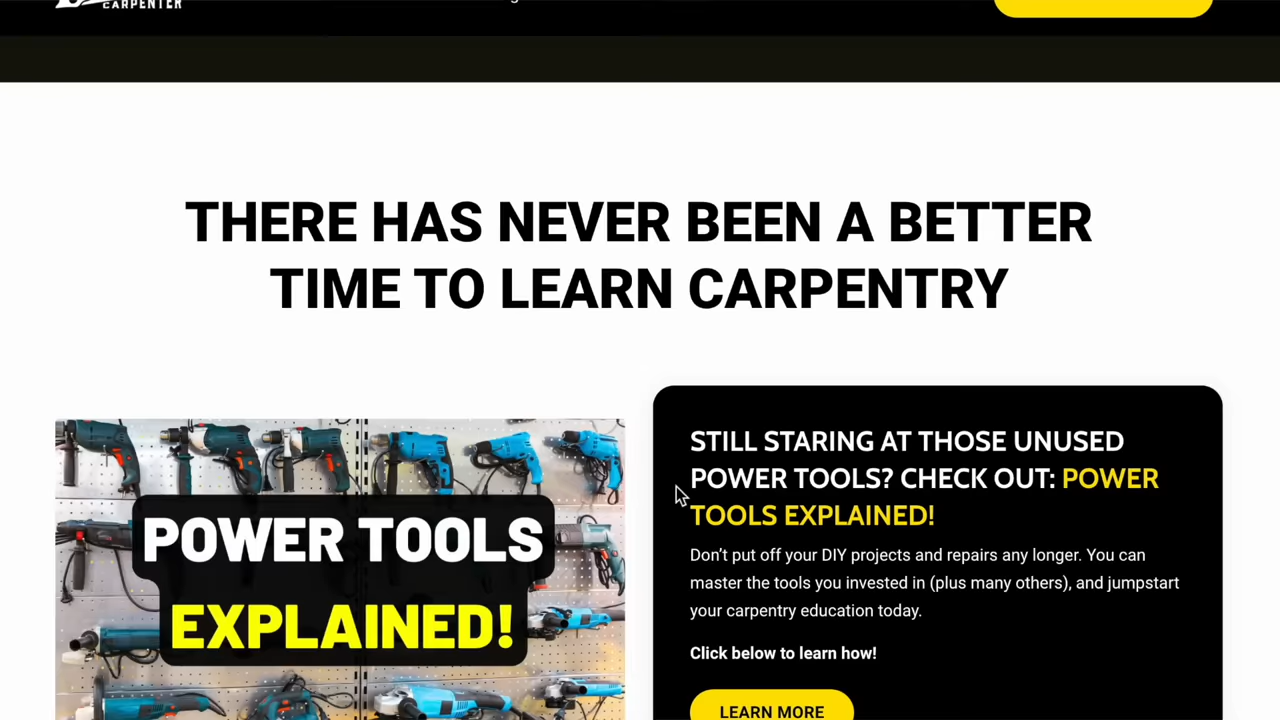 CARPENTER
THERE HAS NEVER BEEN A BETTER
TIME TO LEARN CARPENTRY
POWER TOOLS
EXPLAINED!
STILL STARING AT THOSE UNUSED
POWER TOOLS? CHECK OUT: POWER
TOOLS EXPLAINED!
Don’t put off your DIY projects and repairs any longer. You can
master the tools you invested in (plus many others), and jumpstart
your carpentry education today.
Click below to learn how!
LEARN MORE